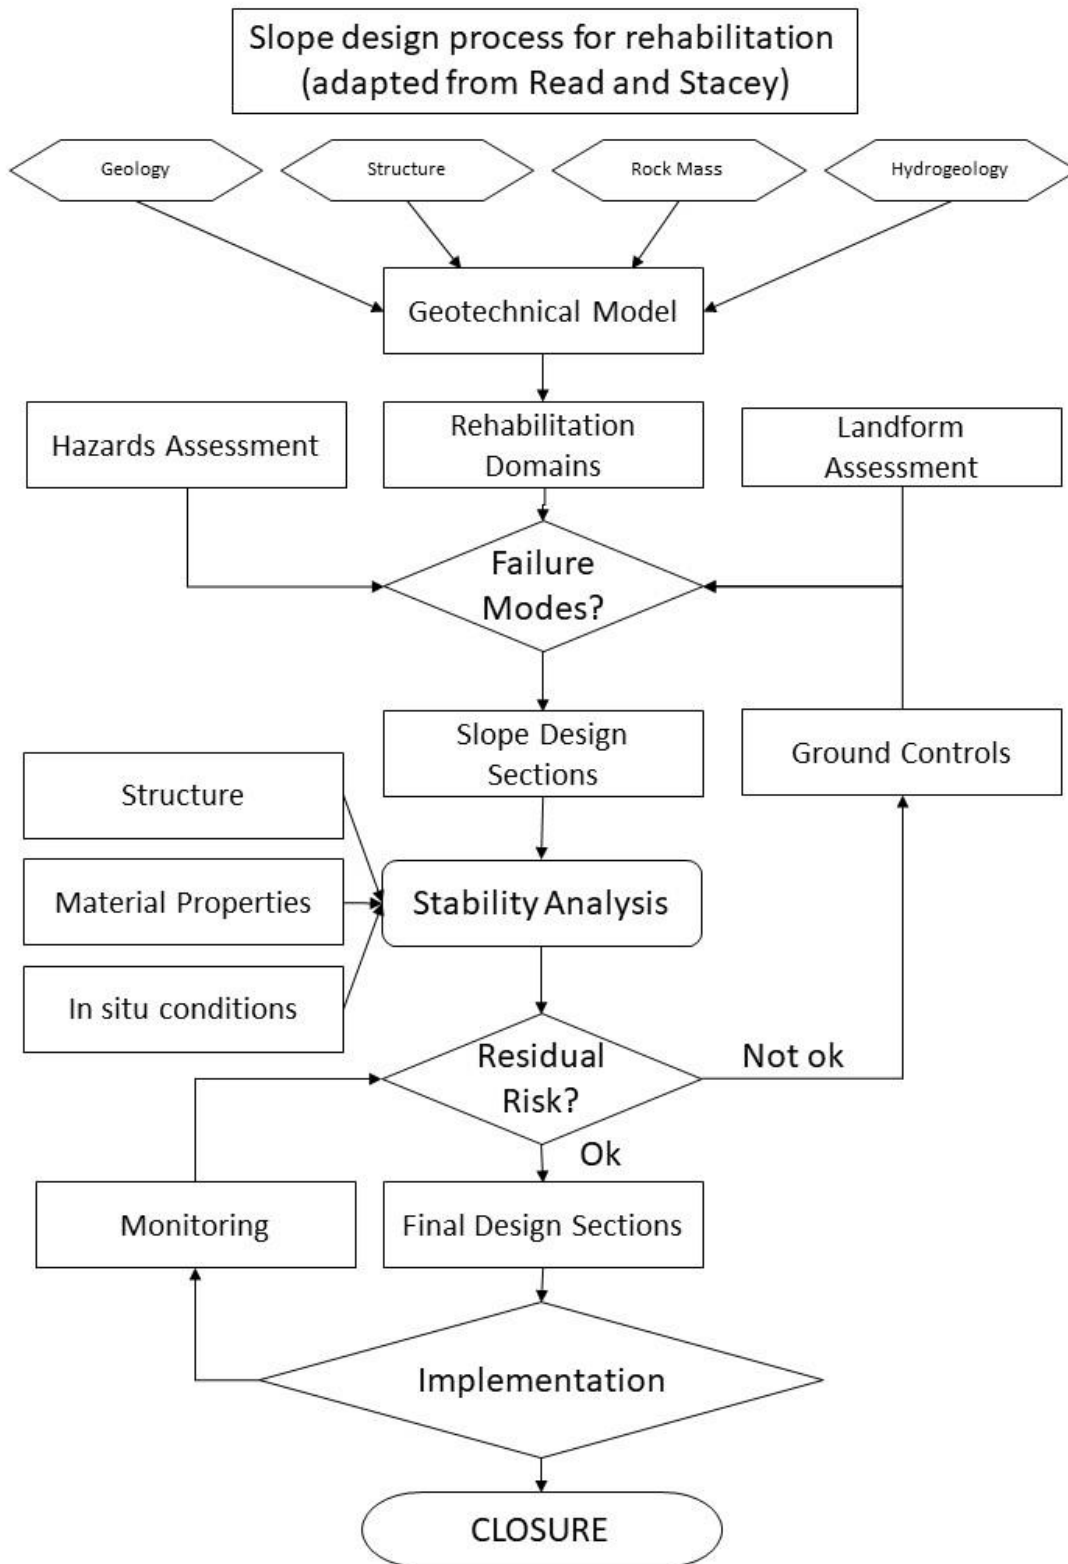 Slope design process for rehabilitation
(adapted from Read and Stacey)
Geology
Structure
Rock Mass
Hydrogeology
Geotechnical Model
Hazards Assessment
Rehabilitation
Domains
Landform
Assessment
Failure
Modes?
Slope Design
Sections
Ground Controls
Structure
Material Properties
In situ conditions
Stability Analysis
Residual
Risk?
Not ok
Ok
Monitoring
Final Design Sections
Implementation
CLOSURE